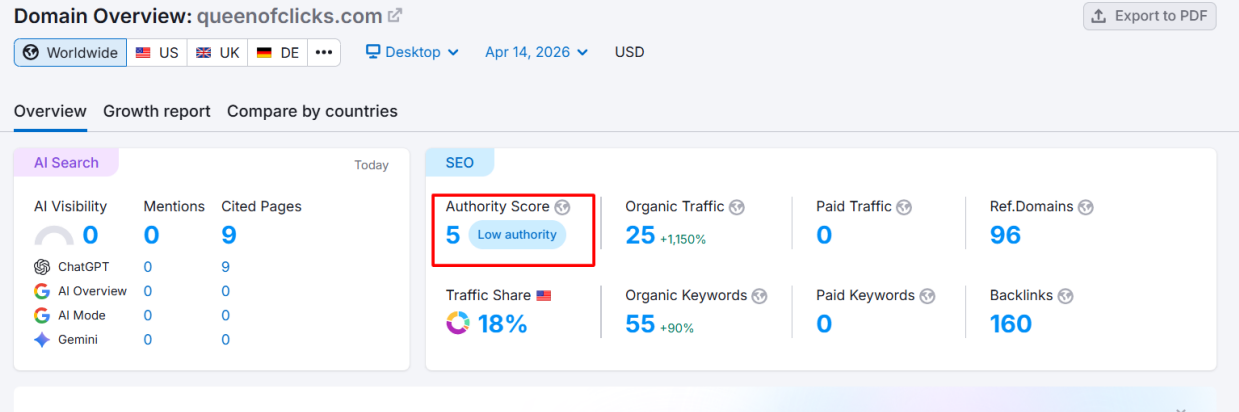 Domain Overview: queenofclicks.com
Export to PDF
Worldwide US UK DE •••
Desktop Apr 14, 2026 USD
Overview Growth report Compare by countries
AI Search Today
AI Visibility Mentions Cited Pages
0 0 9
ChatGPT 0 9
AI Overview 0 0
AI Mode 0 0
Gemini 0 0
SEO
Authority Score Organic Traffic Paid Traffic Ref.Domains
5 Low authority 25 +1,150% 0 96
Traffic Share Organic Keywords Paid Keywords Backlinks
18% 55 +90% 0 160